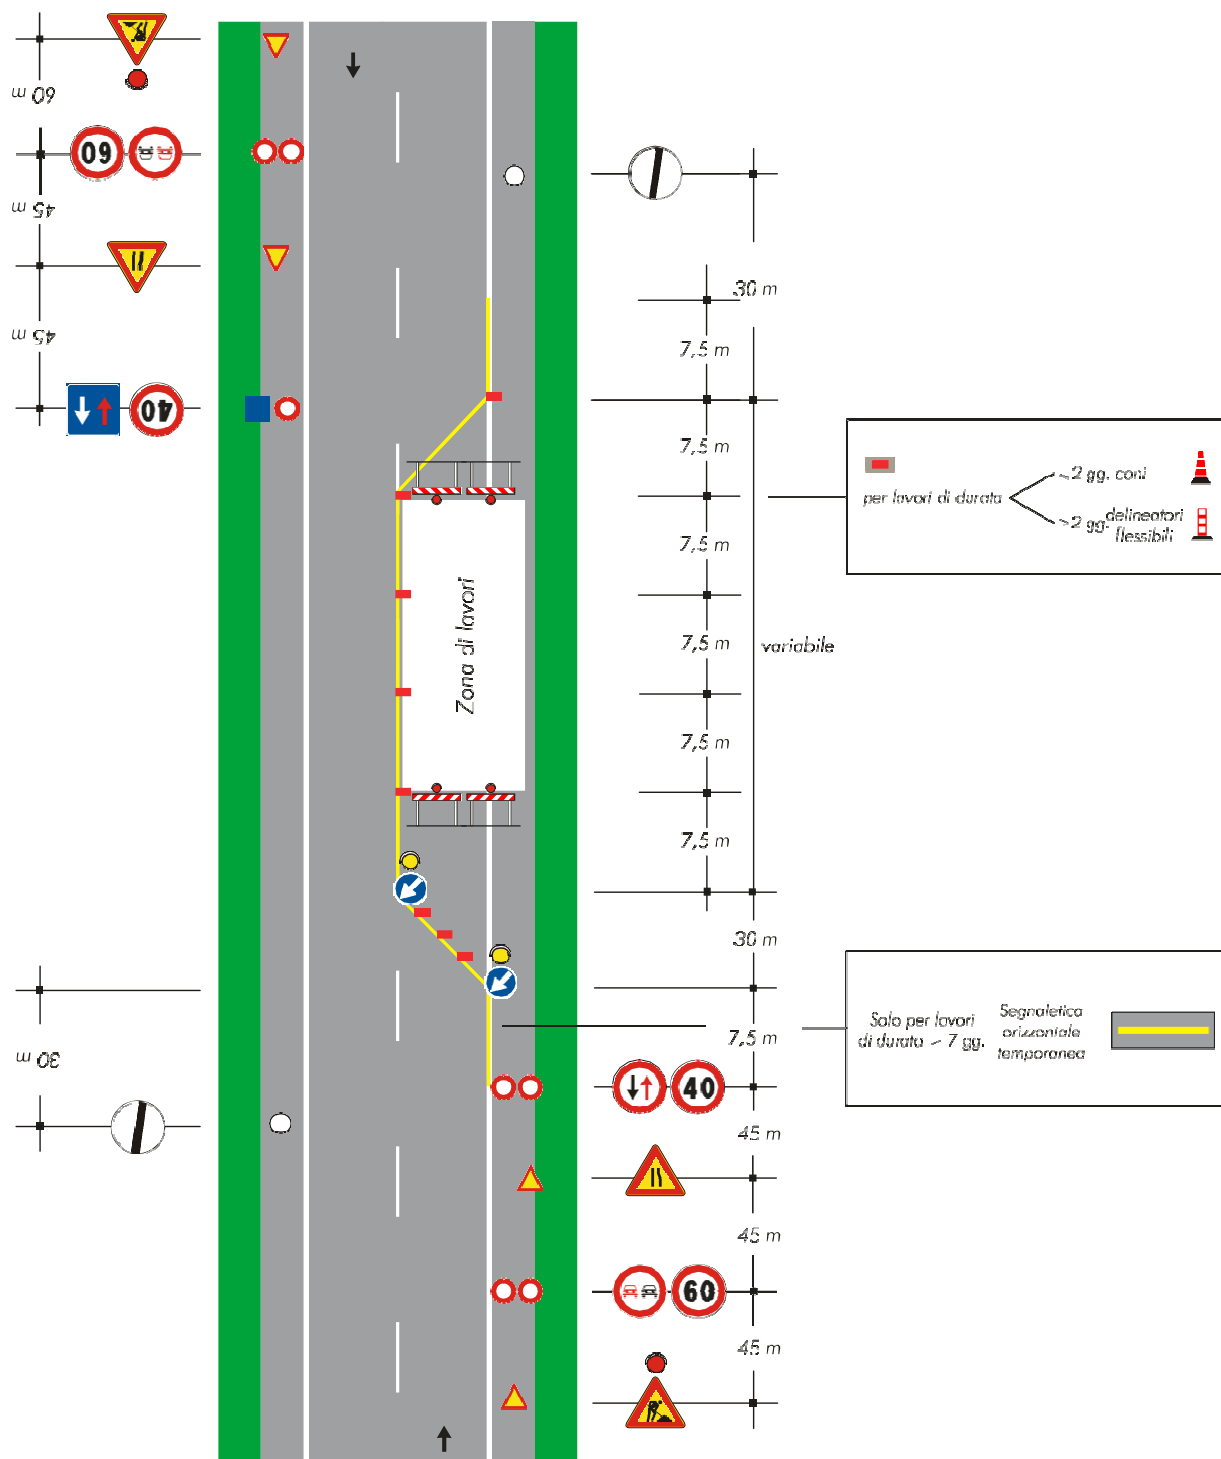 60 m
60
45 m
45 m
40
30 m
30 m
7,5 m
7,5 m
7,5 m
7,5 m
variabile
7,5 m
7,5 m
30 m
7,5 m
40
45 m
45 m
60
45 m
Zona di lavori
per lavori di durata
~2 gg. coni
>2 gg. delineatori
flessibili
Solo per lavori
di durata > 7 gg.
Segnaletica
orizzontale
temporanea